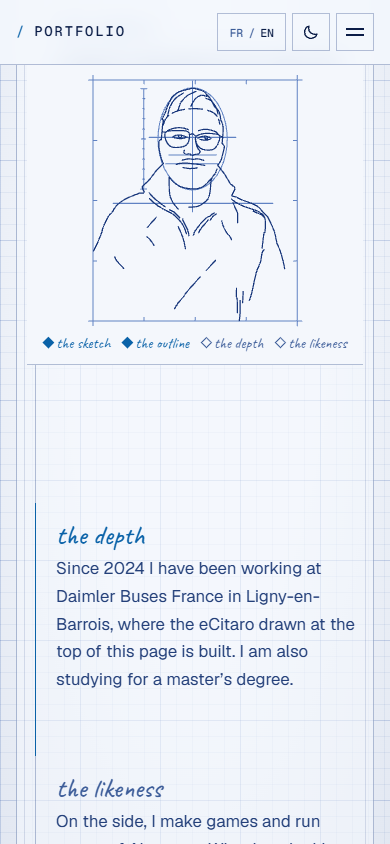 / PORTFOLIO
FR / EN
the sketch the outline the depth the likeness
the depth
Since 2024 I have been working at
Daimler Buses France in Ligny-en-
Barrois, where the eCitaro drawn at the
top of this page is built. I am also
studying for a master’s degree.
the likeness
On the side, I make games and run